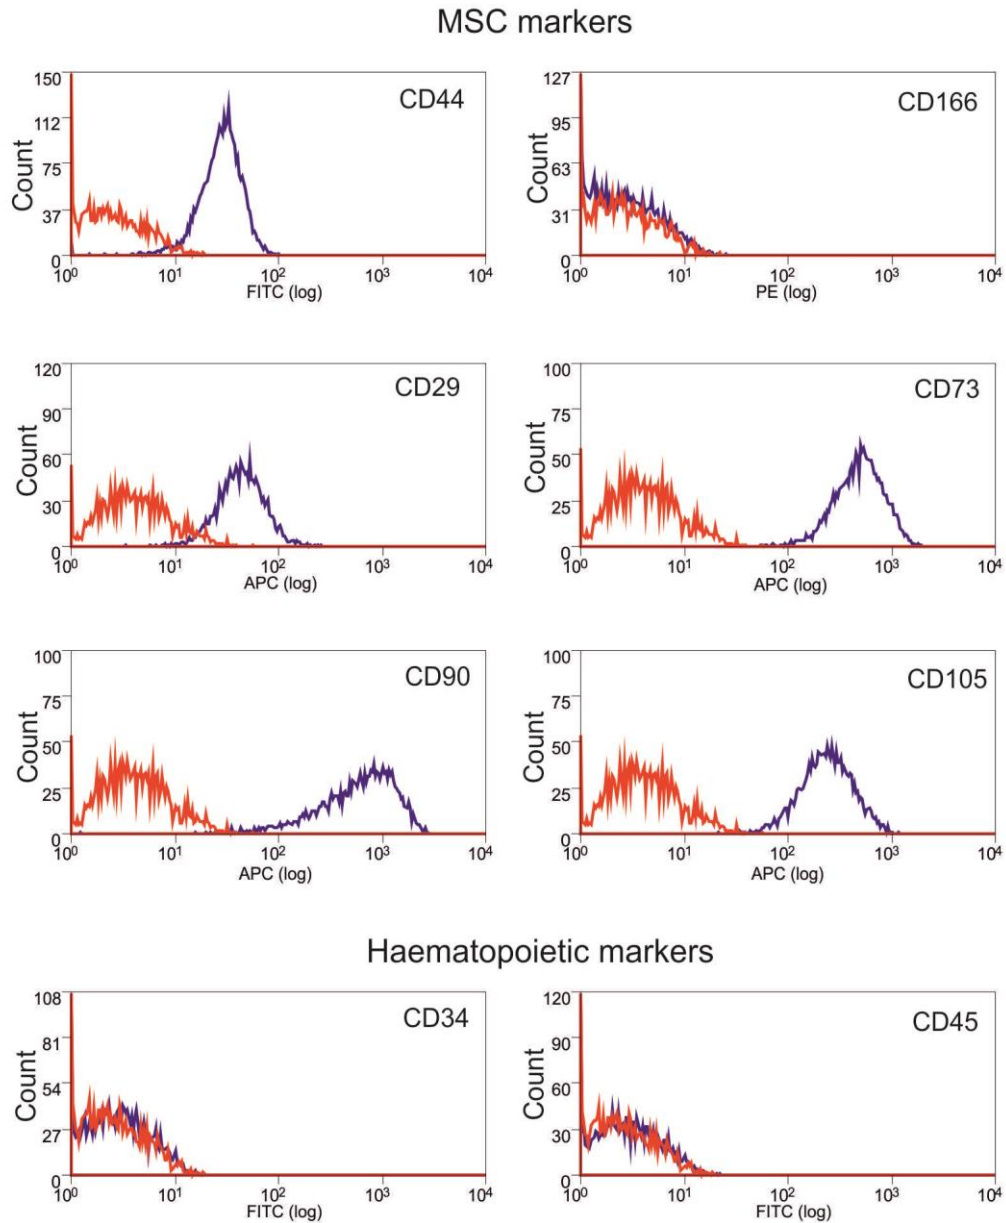 MSC markers
150
112
75
37
0
Count
CD44
10⁰ 10¹ 10² 10³ 10⁴
FITC (log)
127
95
63
31
0
Count
CD166
10⁰ 10¹ 10² 10³ 10⁴
PE (log)
120
90
60
30
0
Count
CD29
10⁰ 10¹ 10² 10³ 10⁴
APC (log)
100
75
50
25
0
Count
CD73
10⁰ 10¹ 10² 10³ 10⁴
APC (log)
100
75
50
25
0
Count
CD90
10⁰ 10¹ 10² 10³ 10⁴
APC (log)
100
75
50
25
0
Count
CD105
10⁰ 10¹ 10² 10³ 10⁴
APC (log)
Haematopoietic markers
108
81
54
27
0
Count
CD34
10⁰ 10¹ 10² 10³ 10⁴
FITC (log)
120
90
60
30
0
Count
CD45
10⁰ 10¹ 10² 10³ 10⁴
FITC (log)